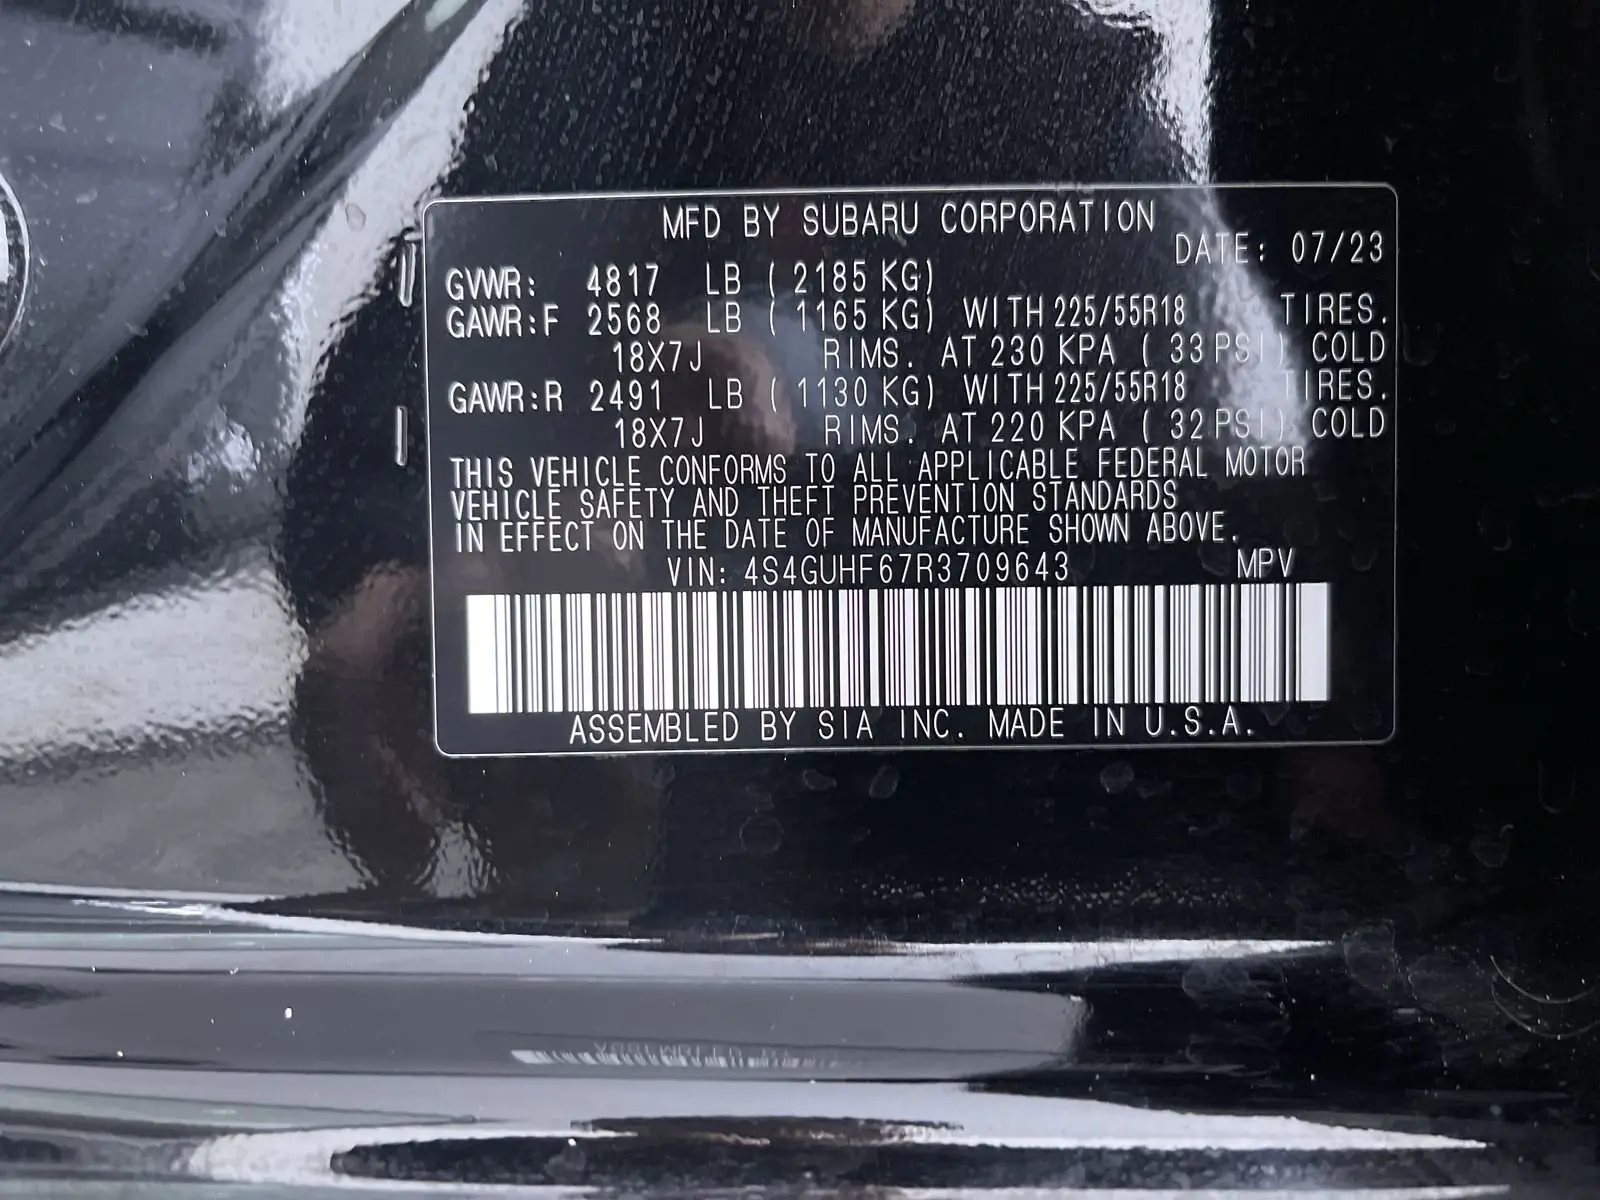 MFD BY SUBARU CORPORATION
DATE: 07/23
GVWR: 4817 LB ( 2185 KG)
GAWR:F 2568 LB ( 1165 KG) WITH 225/55R18 TIRES.
18X7J RIMS. AT 230 KPA ( 33 PSI) COLD
GAWR:R 2491 LB ( 1130 KG) WITH 225/55R18 TIRES.
18X7J RIMS. AT 220 KPA ( 32 PSI) COLD
THIS VEHICLE CONFORMS TO ALL APPLICABLE FEDERAL MOTOR
VEHICLE SAFETY AND THEFT PREVENTION STANDARDS
IN EFFECT ON THE DATE OF MANUFACTURE SHOWN ABOVE.
VIN: 4S4GUHF67R3709643 MPV
ASSEMBLED BY SIA INC. MADE IN U.S.A.